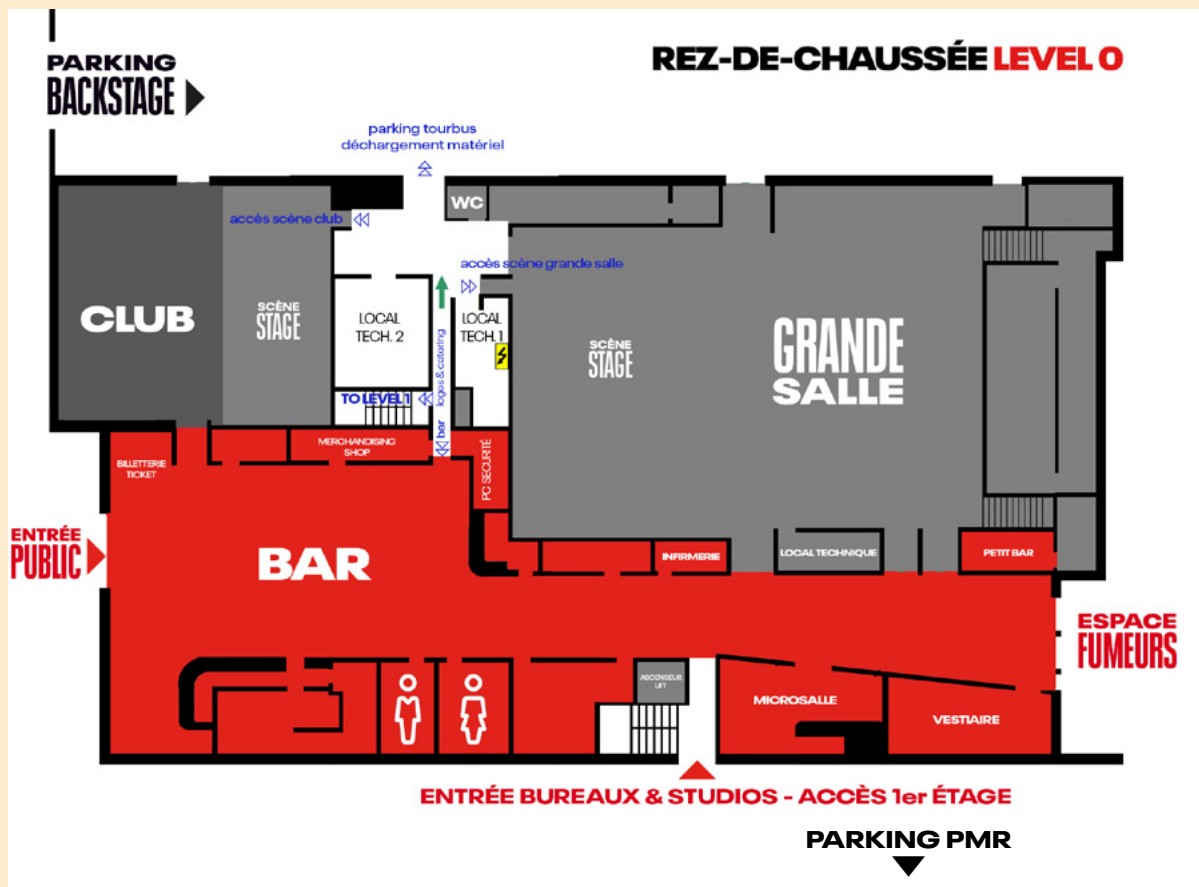 PARKING
BACKSTAGE
REZ-DE-CHAUSSÉE LEVEL 0
parking tourbus
déchargement matériel
WC
accès scène club
accès scène grande salle
CLUB
SCÈNE
STAGE
LOCAL
TECH. 2
LOCAL
TECH.1
SCÈNE
STAGE
GRANDE
SALLE
TO LEVEL 1
bar loges & catering
BILLETTERIE
TICKET
MERCHANDISING
SHOP
PC SECURITÉ
ENTRÉE
PUBLIC
BAR
INFIRMERIE
LOCAL TECHNIQUE
PETIT BAR
ESPACE
FUMEURS
ASCENSEUR
LIFT
MICROSALLE
VESTIAIRE
ENTRÉE BUREAUX & STUDIOS - ACCÈS 1er ÉTAGE
PARKING PMR